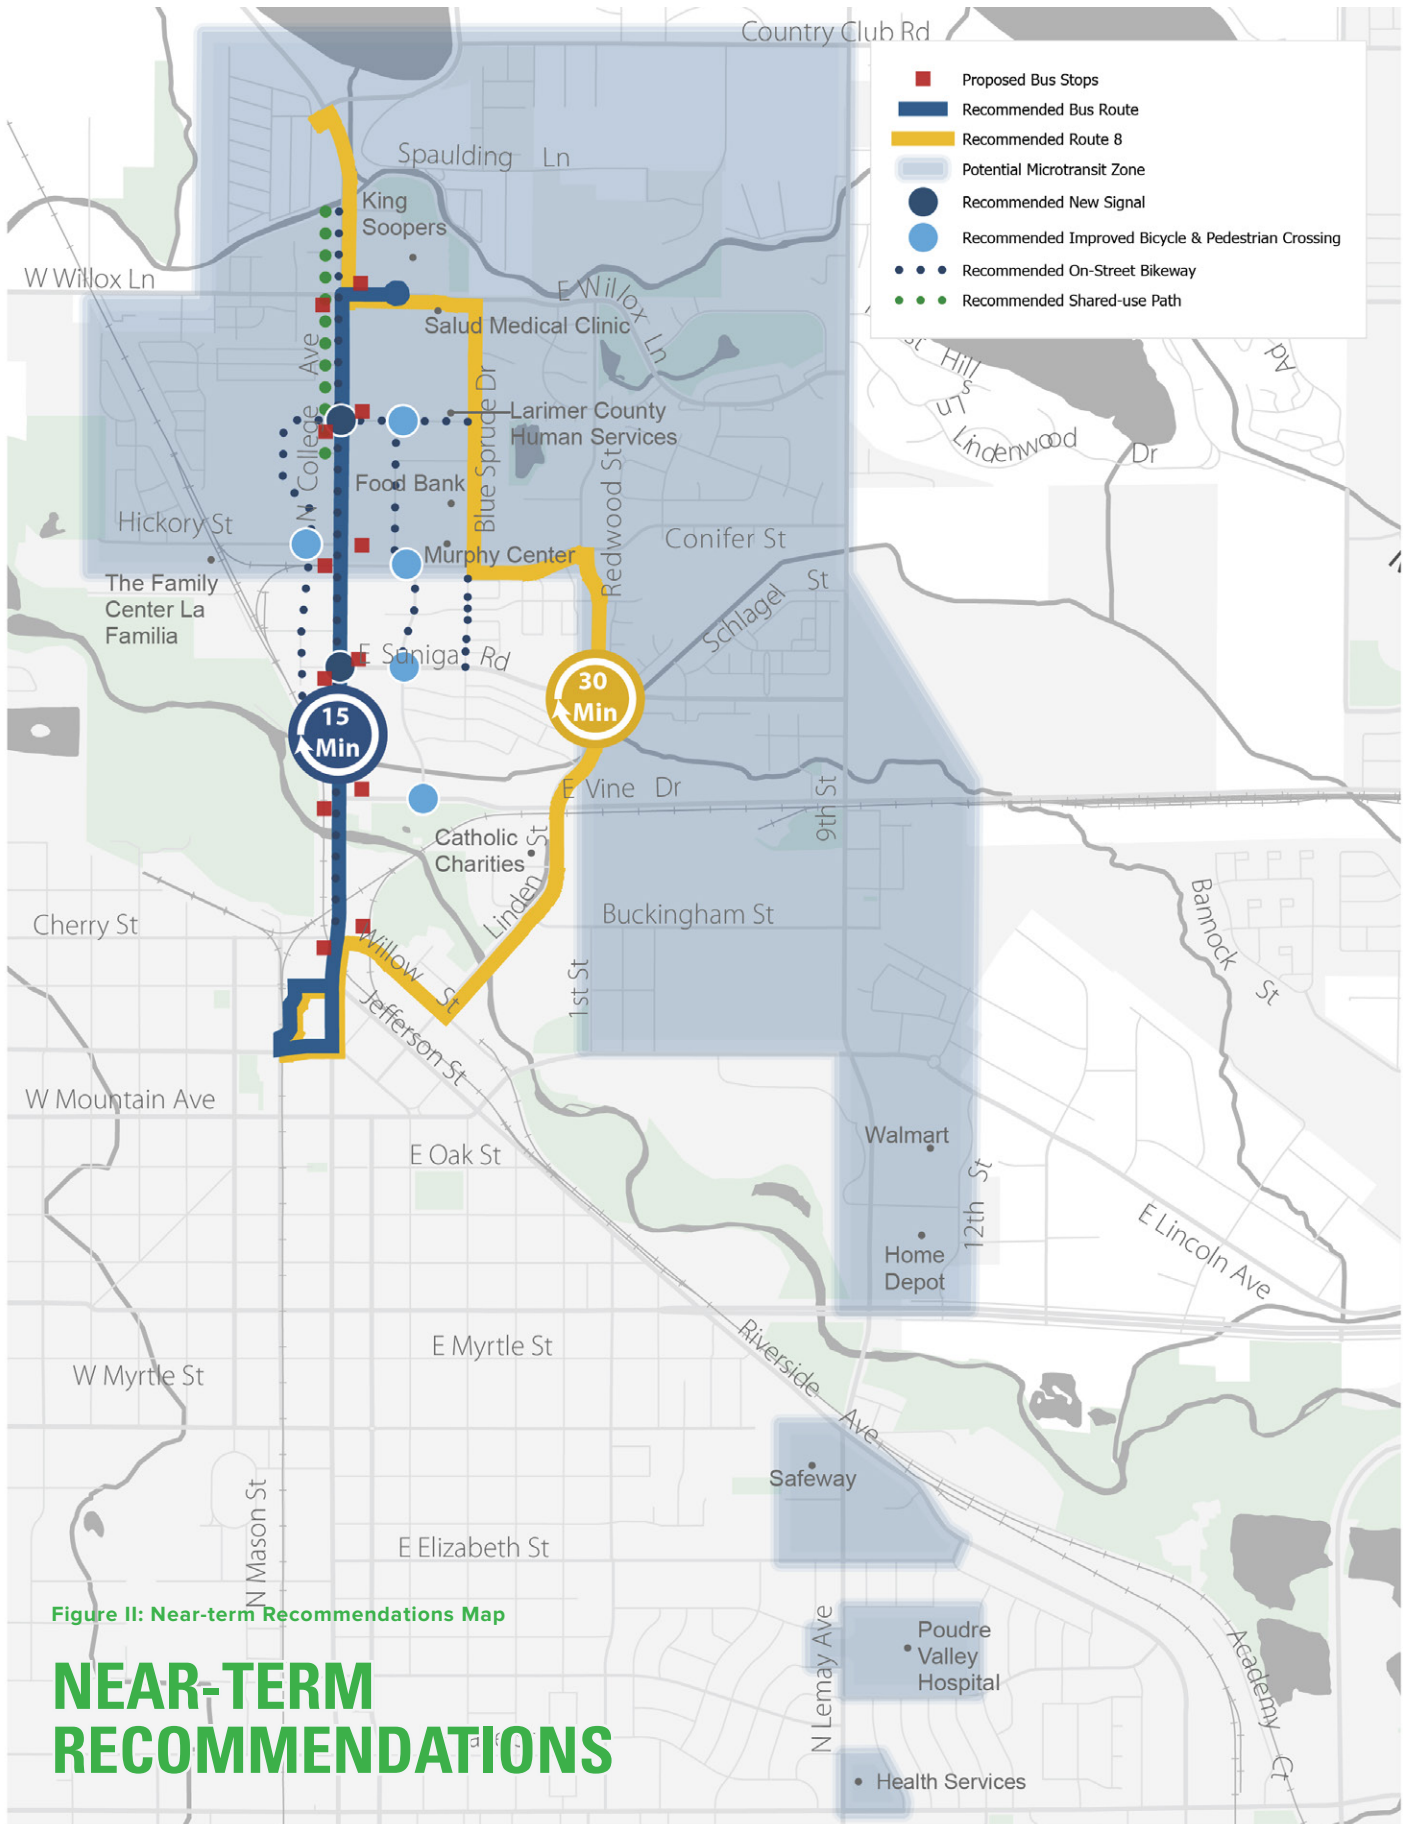 Country Club Rd
Proposed Bus Stops
Recommended Bus Route
Recommended Route 8
Potential Microtransit Zone
Recommended New Signal
Recommended Improved Bicycle & Pedestrian Crossing
Recommended On-Street Bikeway
Recommended Shared-use Path
Spaulding Ln
King
Soopers
W Willox Ln
E Willox Ln
Salud Medical Clinic
N College Ave
Blue Spruce Dr
Larimer County
Human Services
Lindenwood Dr
Hill
Ln
Food Bank
Redwood St
Hickory St
Conifer St
Murphy Center
The Family
Center La
Familia
Schlagel St
E Suniga Rd
30
Min
15
Min
E Vine Dr
9th St
Catholic
Charities
Linden St
Bannock St
Cherry St
Buckingham St
Willow St
1st St
Jefferson St
W Mountain Ave
E Oak St
Walmart
12th St
E Lincoln Ave
Home
Depot
Riverside Ave
E Myrtle St
W Myrtle St
Safeway
N Mason St
E Elizabeth St
Figure II: Near-term Recommendations Map
N Lemay Ave
Poudre
Valley
Hospital
Academy Ct
NEAR-TERM
RECOMMENDATIONS
Health Services